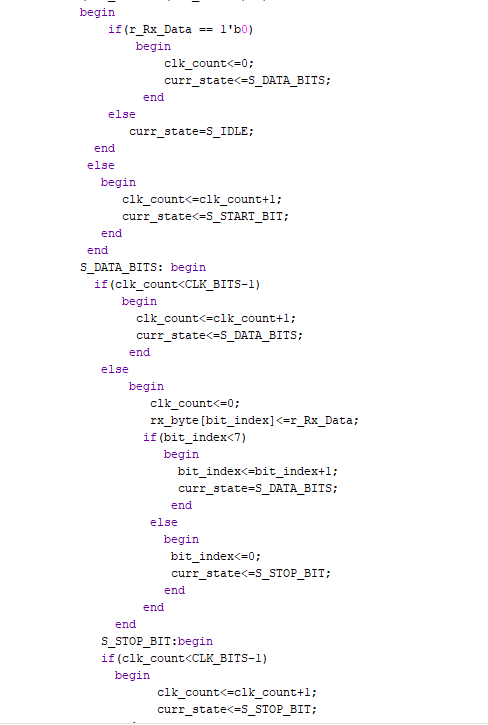 begin
if(r_Rx_Data == 1'b0)
begin
clk_count<=0;
curr_state<=S_DATA_BITS;
end
else
curr_state=S_IDLE;
end
else
begin
clk_count<=clk_count+1;
curr_state<=S_START_BIT;
end
end
S_DATA_BITS: begin
if(clk_count<CLK_BITS-1)
begin
clk_count<=clk_count+1;
curr_state<=S_DATA_BITS;
end
else
begin
clk_count<=0;
rx_byte[bit_index]<=r_Rx_Data;
if(bit_index<7)
begin
bit_index<=bit_index+1;
curr_state=S_DATA_BITS;
end
else
begin
bit_index<=0;
curr_state<=S_STOP_BIT;
end
end
end
S_STOP_BIT:begin
if(clk_count<CLK_BITS-1)
begin
clk_count<=clk_count+1;
curr_state<=S_STOP_BIT;